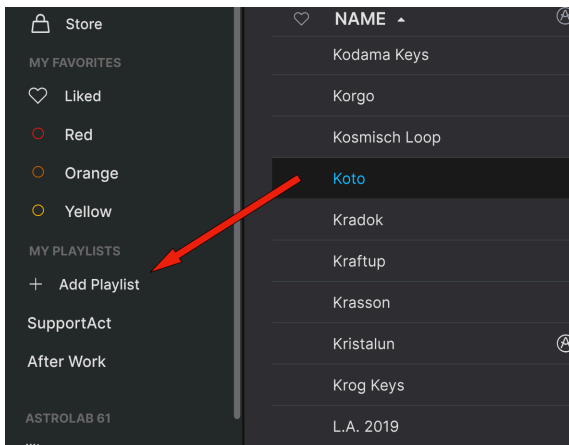 Store
MY FAVORITES
Liked
Red
Orange
Yellow
MY PLAYLISTS
+ Add Playlist
SupportAct
After Work
ASTROLAB 61
NAME
Kodama Keys
Korgo
Kosmisch Loop
Koto
Kradok
Kraftup
Krasson
Kristalun
Krog Keys
L.A. 2019